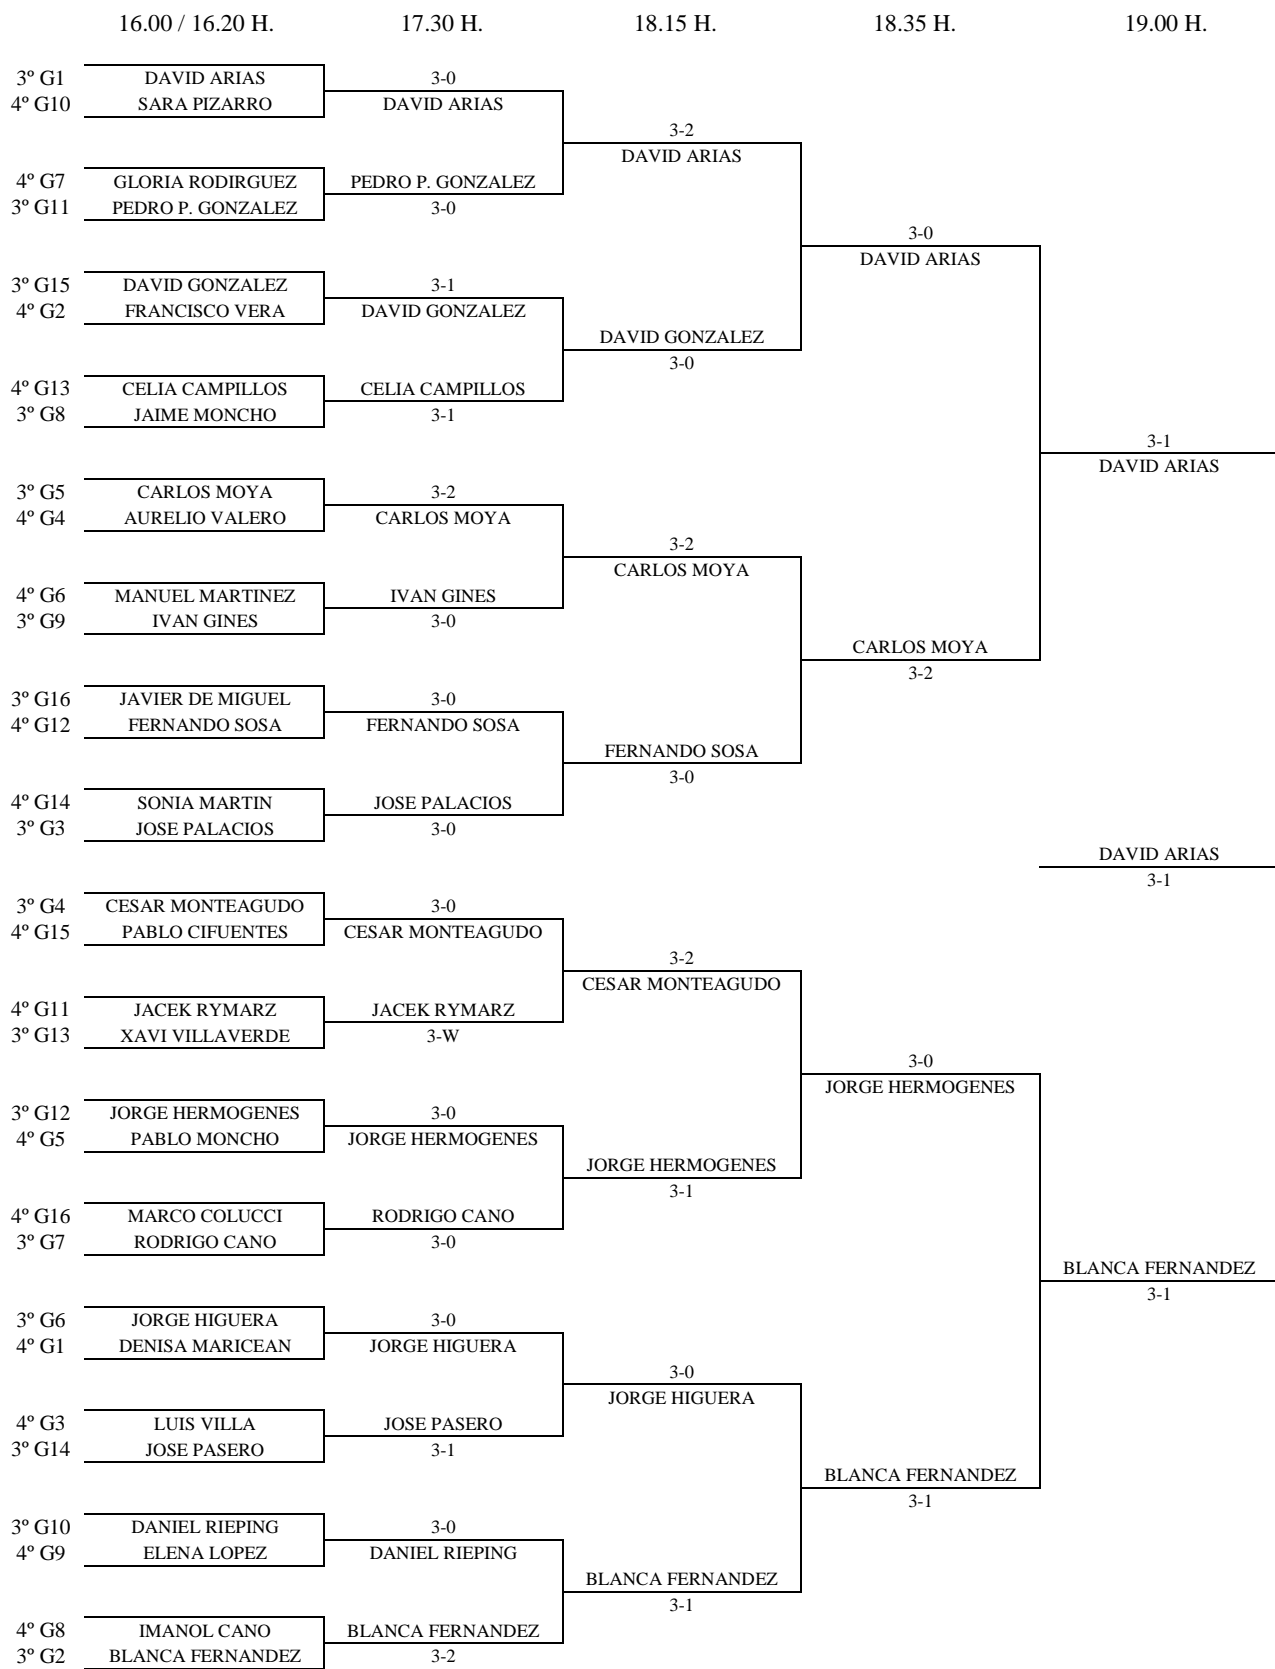 16.00 / 16.20 H. 17.30 H. 18.15 H. 18.35 H. 19.00 H.
3º G1 DAVID ARIAS 3-0
4º G10 SARA PIZARRO DAVID ARIAS
3-2
DAVID ARIAS
4º G7 GLORIA RODIRGUEZ PEDRO P. GONZALEZ
3º G11 PEDRO P. GONZALEZ 3-0
3-0
DAVID ARIAS
3º G15 DAVID GONZALEZ 3-1
4º G2 FRANCISCO VERA DAVID GONZALEZ
DAVID GONZALEZ
3-0
4º G13 CELIA CAMPILLOS CELIA CAMPILLOS
3º G8 JAIME MONCHO 3-1
3-1
DAVID ARIAS
3º G5 CARLOS MOYA 3-2
4º G4 AURELIO VALERO CARLOS MOYA
3-2
CARLOS MOYA
4º G6 MANUEL MARTINEZ IVAN GINES
3º G9 IVAN GINES 3-0
CARLOS MOYA
3-2
3º G16 JAVIER DE MIGUEL 3-0
4º G12 FERNANDO SOSA FERNANDO SOSA
FERNANDO SOSA
3-0
4º G14 SONIA MARTIN JOSE PALACIOS
3º G3 JOSE PALACIOS 3-0
DAVID ARIAS
3-1
3º G4 CESAR MONTEAGUDO 3-0
4º G15 PABLO CIFUENTES CESAR MONTEAGUDO
3-2
CESAR MONTEAGUDO
4º G11 JACEK RYMARZ JACEK RYMARZ
3º G13 XAVI VILLAVERDE 3-W
3-0
JORGE HERMOGENES
3º G12 JORGE HERMOGENES 3-0
4º G5 PABLO MONCHO JORGE HERMOGENES
JORGE HERMOGENES
3-1
4º G16 MARCO COLUCCI RODRIGO CANO
3º G7 RODRIGO CANO 3-0
BLANCA FERNANDEZ
3-1
3º G6 JORGE HIGUERA 3-0
4º G1 DENISA MARICEAN JORGE HIGUERA
3-0
JORGE HIGUERA
4º G3 LUIS VILLA JOSE PASERO
3º G14 JOSE PASERO 3-1
BLANCA FERNANDEZ
3-1
3º G10 DANIEL RIEPING 3-0
4º G9 ELENA LOPEZ DANIEL RIEPING
BLANCA FERNANDEZ
3-1
4º G8 IMANOL CANO BLANCA FERNANDEZ
3º G2 BLANCA FERNANDEZ 3-2